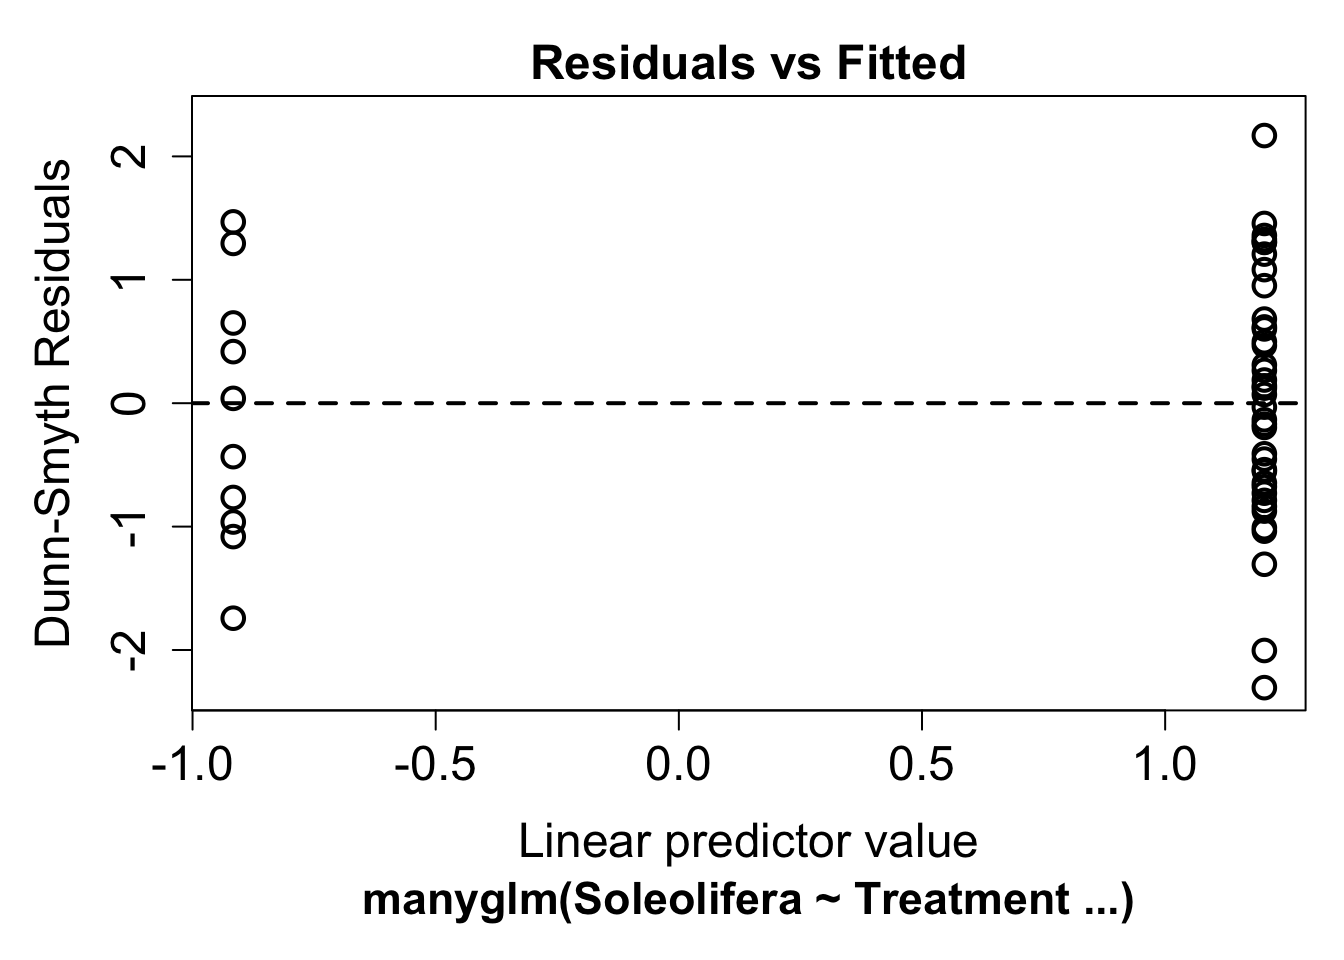 Residuals vs Fitted
Dunn-Smyth Residuals
2
1
0
-1
-2
-1.0 -0.5 0.0 0.5 1.0
Linear predictor value
manyglm(Soleolifera ~ Treatment ...)